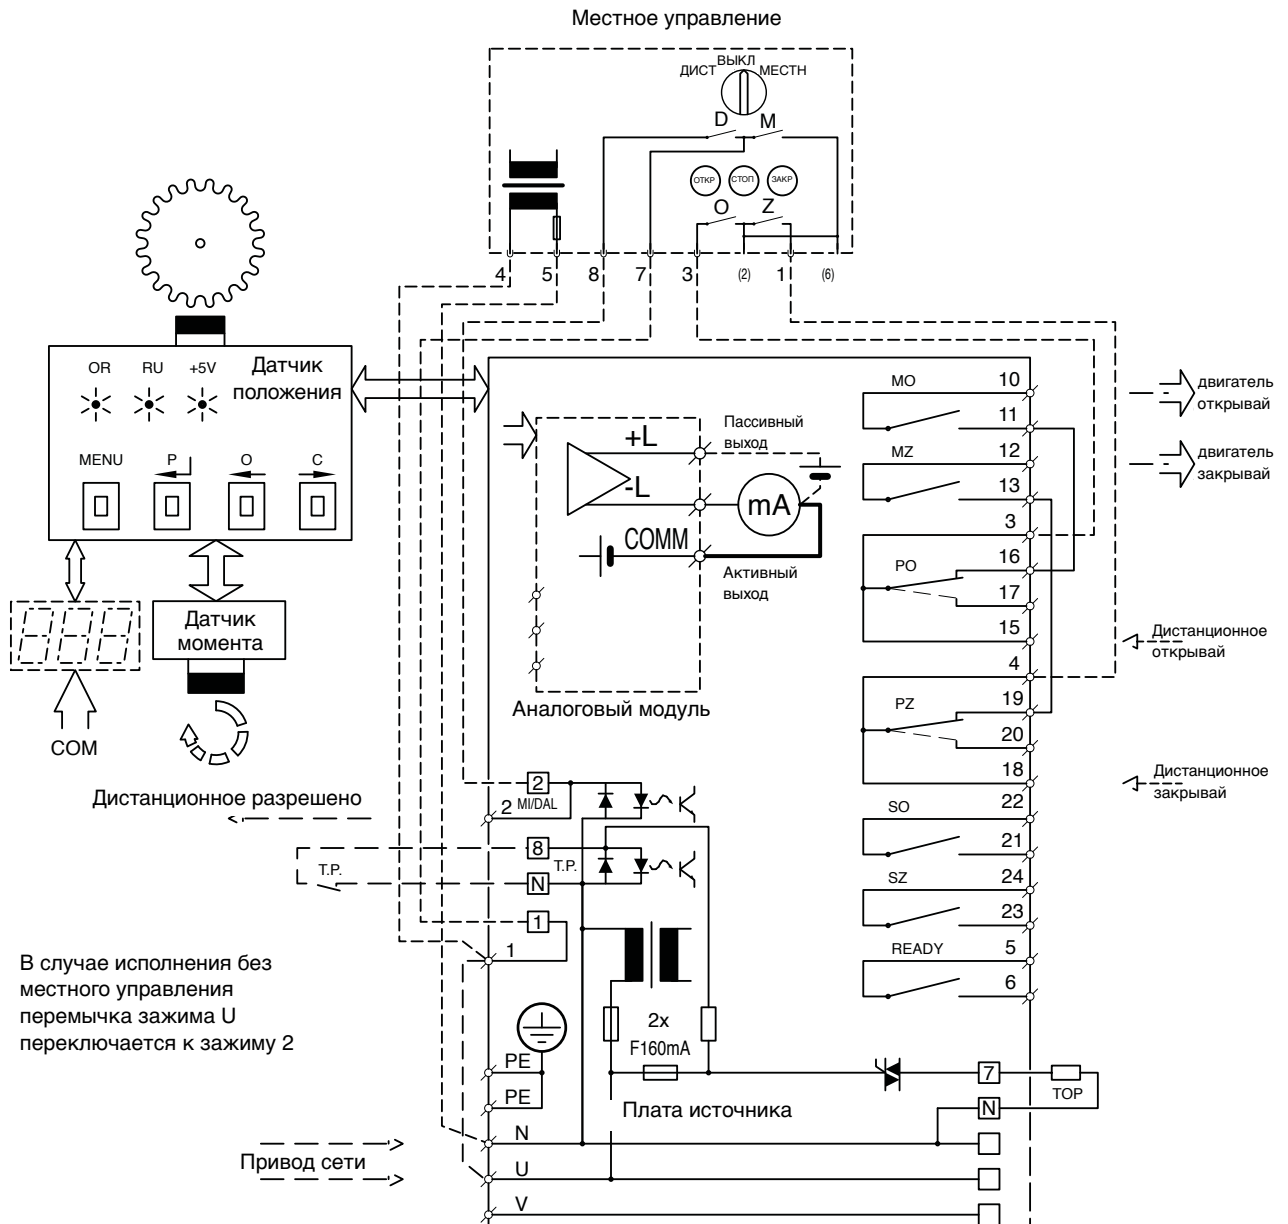 Местное управление
ВЫКЛ
ДИСТ МЕСТН
D M
ОТКР СТОП ЗАКР
O Z
4 5 8 7 3 (2) 1 (6)
OR RU +5V
Датчик
положения
MENU P O C
Датчик
момента
COM
+L
-L
COMM
mA
Пассивный
выход
Активный
выход
Аналоговый модуль
MO 10
11
MZ 12
13
3
PO 16
17
15
4
PZ 19
20
18
SO 22
21
SZ 24
23
READY 5
6
двигатель
открывай
двигатель
закрывай
Дистанционное
открывай
Дистанционное
закрывай
Дистанционное разрешено
2
2 MI/DAL
8
T.P. T.P.
N
1
1
В случае исполнения без
местного управления
перемычка зажима U
переключается к зажиму 2
2x
F160mA
PE
PE
7
TOP
N
Плата источника
Привод сети
N
U
V